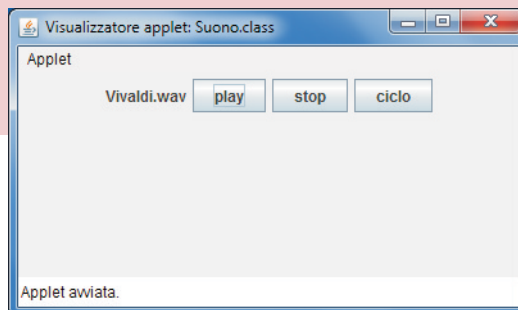 Visualizzatore applet: Suono.class
Applet
Vivaldi.wav play stop ciclo
Applet avviata.